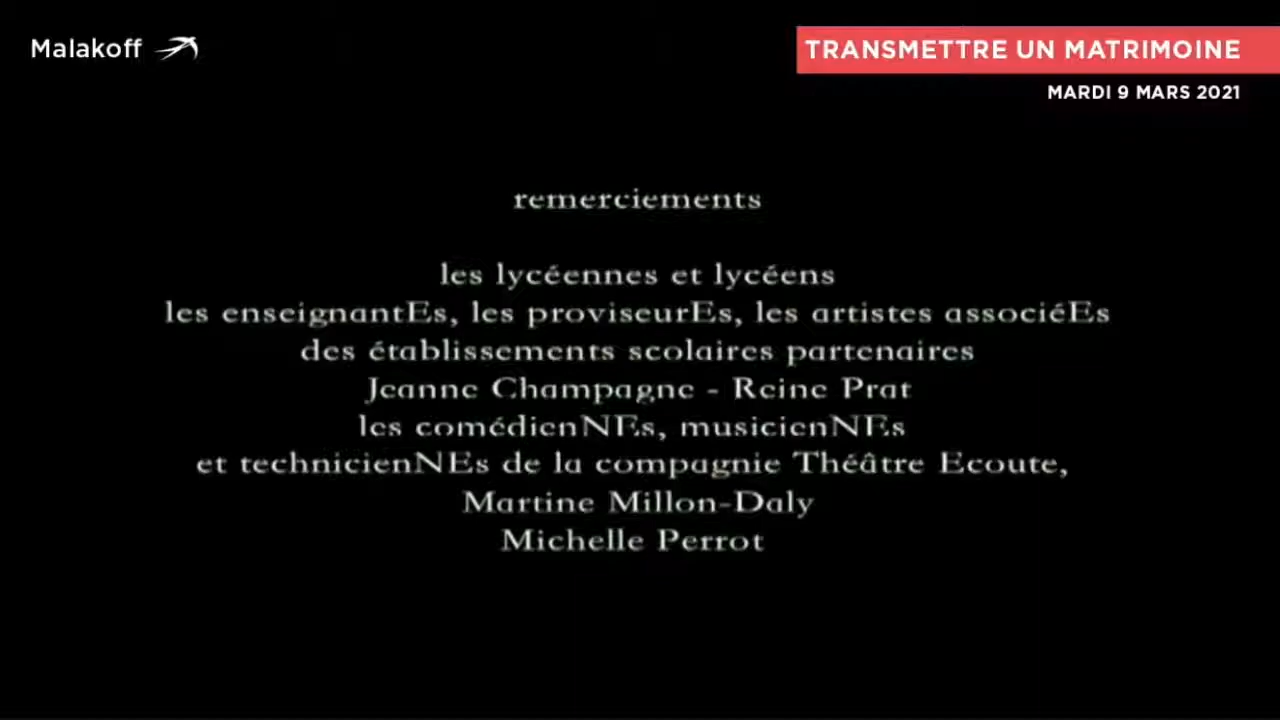 Malakoff
TRANSMETTRE UN MATRIMOINE
MARDI 9 MARS 2021
remerciements
les lycéennes et lycéens
les enseignantEs, les proviseurEs, les artistes associéEs
des établissements scolaires partenaires
Jeanne Champagne - Reine Prat
les comédienNEs, musicienNEs
et technicienNEs de la compagnie Théâtre Ecoute,
Martine Millon-Daly
Michelle Perrot